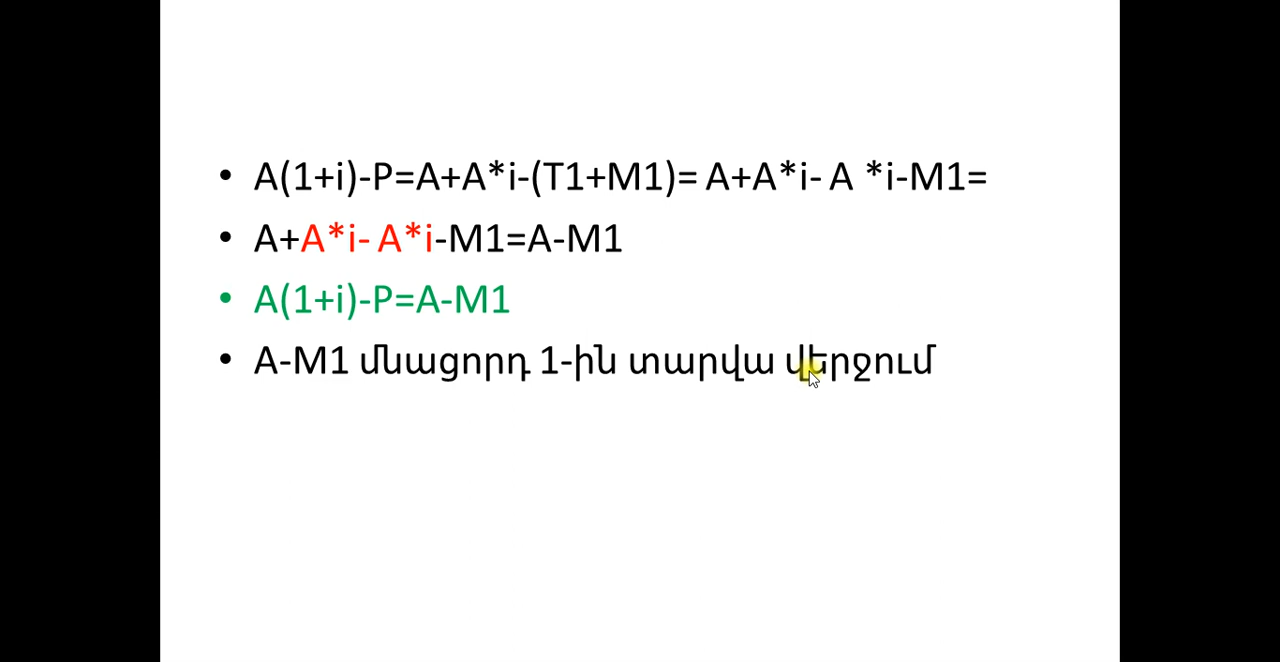 • A(1+i)-P=A+A*i-(T1+M1)= A+A*i- A *i-M1=
• A+A*i- A*i-M1=A-M1
• A(1+i)-P=A-M1
• A-M1 մնացորդ 1-ին տարվա վերջում